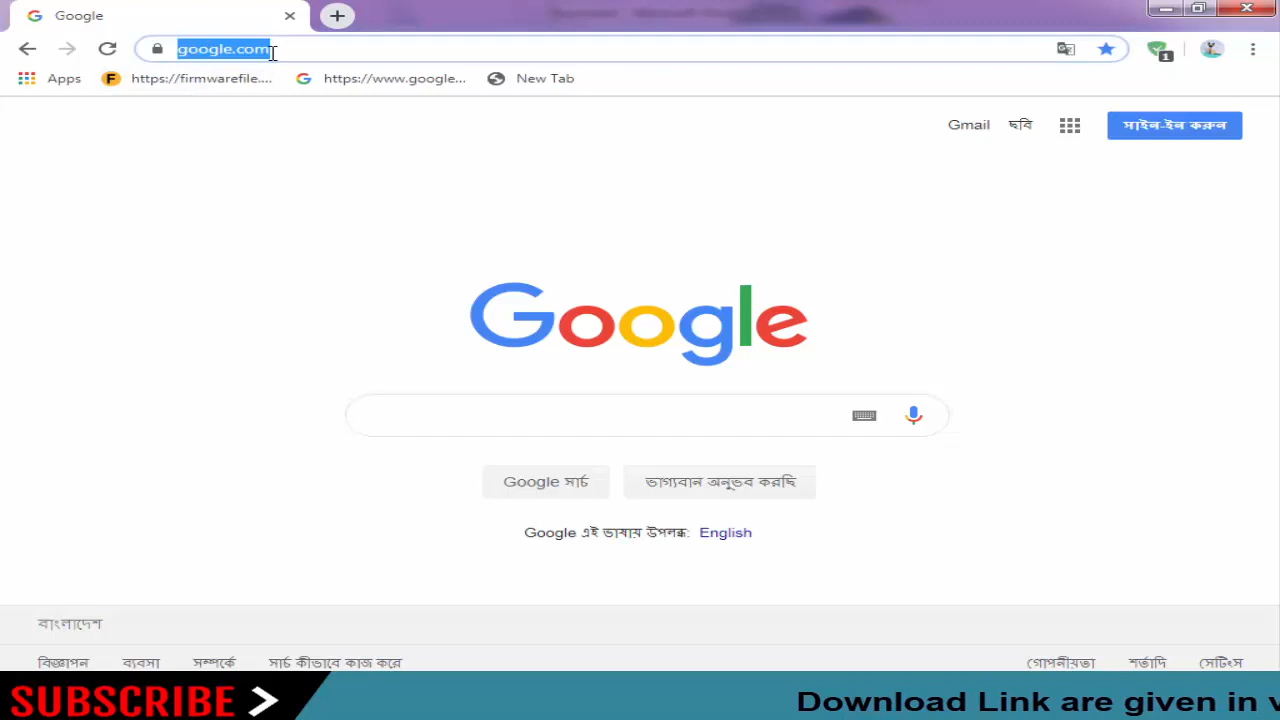 Google
google.com
1
Apps
https://firmwarefile....
https://www.google...
New Tab
Gmail ছবি
সাইন-ইন করুন
Google
Google সার্চ
ভাগ্যবান অনুভব করছি
Google এই ভাষায় উপলব্ধ: English
বাংলাদেশ
বিজ্ঞাপন ব্যবসা সম্পর্কে সার্চ কীভাবে কাজ করে
গোপনীয়তা শর্তাদি সেটিংস
SUBSCRIBE
Download Link are given in v